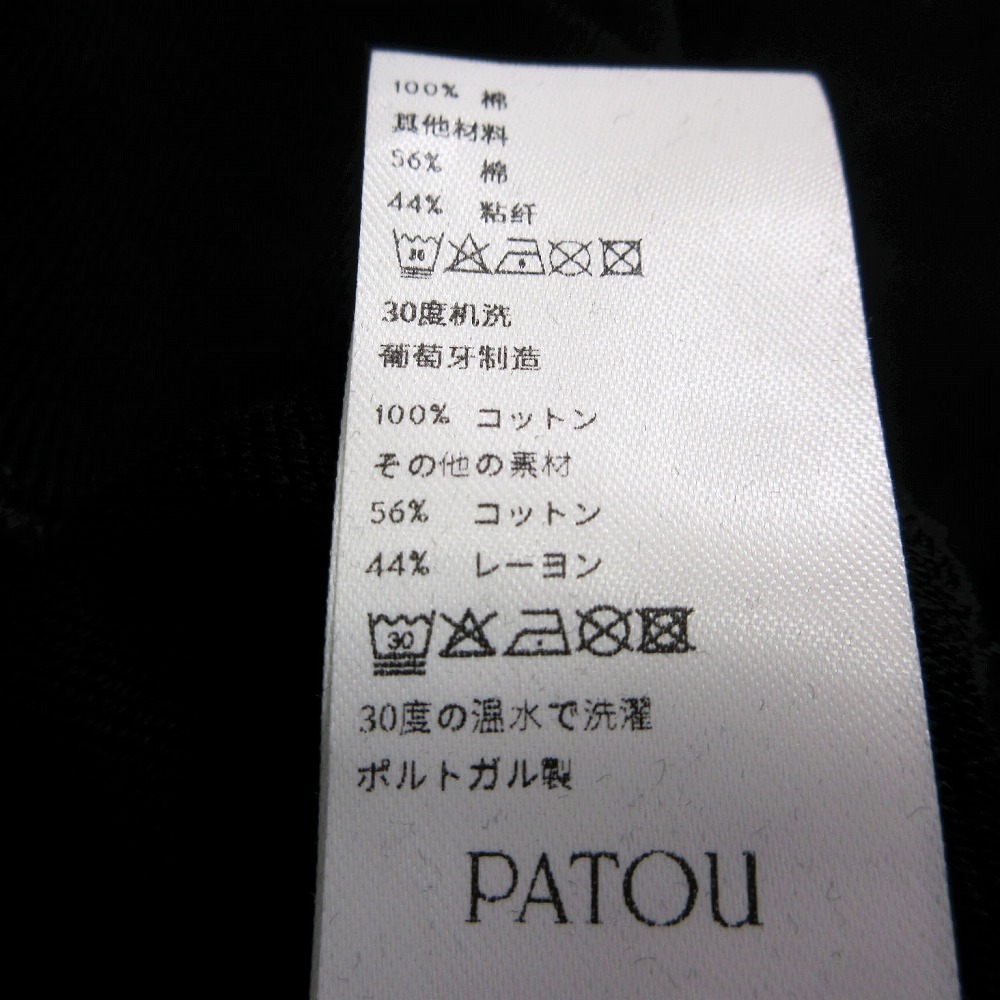 100% 棉
其他材料
56% 棉
44% 粘纤
30
30度机洗
葡萄牙制造
100% コットン
その他の素材
56% コットン
44% レーヨン
30
30度の温水で洗濯
ポルトガル製
PATOU